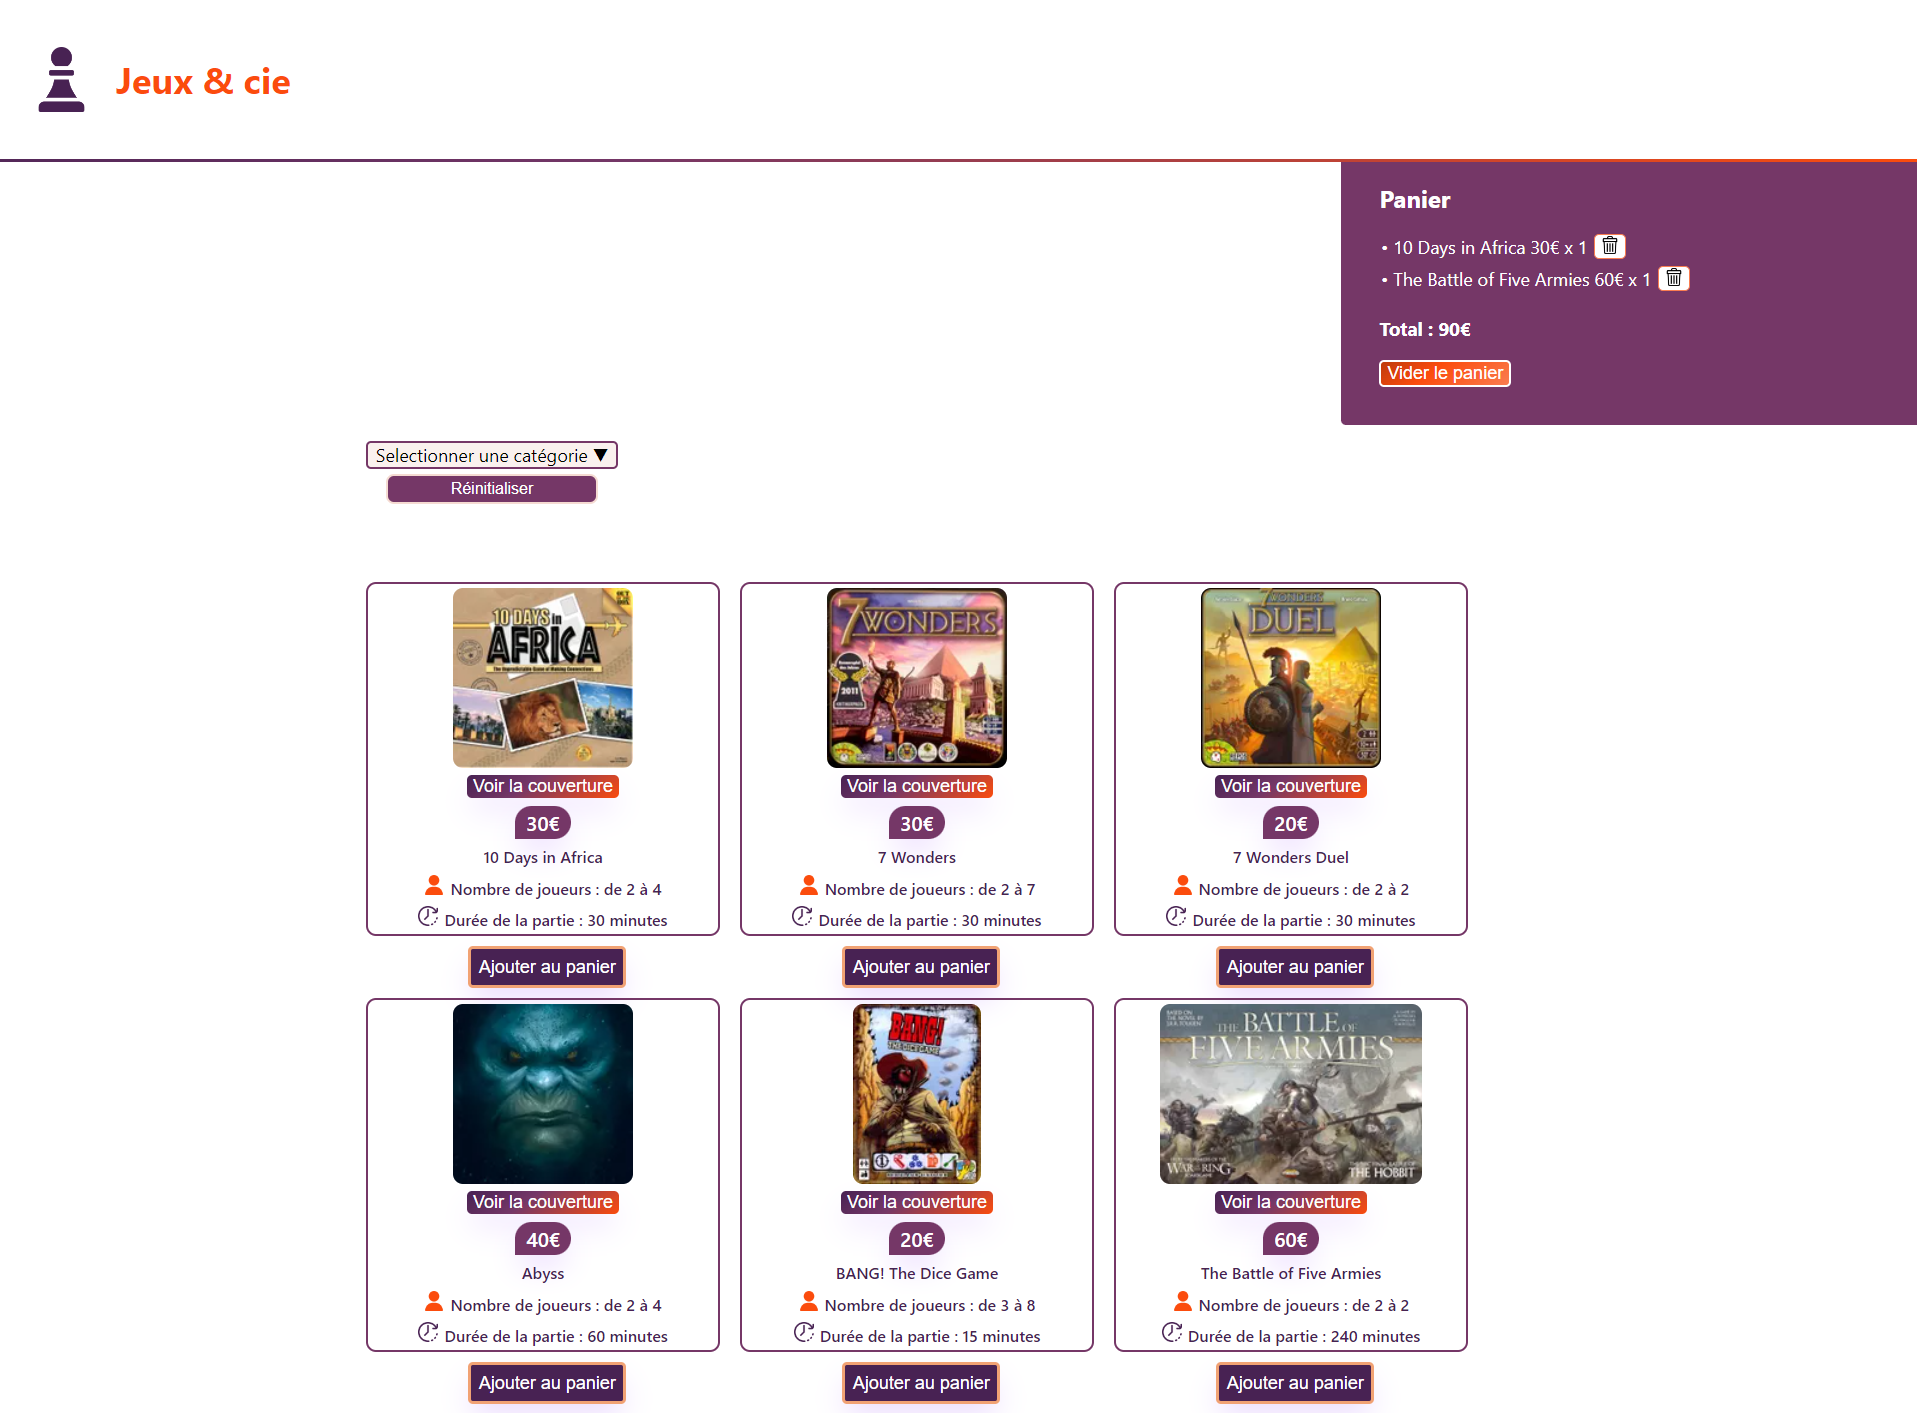 Jeux & cie
Panier
• 10 Days in Africa 30€ x 1
• The Battle of Five Armies 60€ x 1
Total : 90€
Vider le panier
Selectionner une catégorie ▼
Réinitialiser
10 DAYS in
AFRICA
7 WONDERS
2011
7 WONDERS
DUEL
Voir la couverture
Voir la couverture
Voir la couverture
30€
30€
20€
10 Days in Africa
7 Wonders
7 Wonders Duel
Nombre de joueurs : de 2 à 4
Nombre de joueurs : de 2 à 7
Nombre de joueurs : de 2 à 2
Durée de la partie : 30 minutes
Durée de la partie : 30 minutes
Durée de la partie : 30 minutes
Ajouter au panier
Ajouter au panier
Ajouter au panier
BANG!
THE DICE GAME
THE BATTLE OF
FIVE ARMIES
WAR of the RING
THE HOBBIT
Voir la couverture
Voir la couverture
Voir la couverture
40€
20€
60€
Abyss
BANG! The Dice Game
The Battle of Five Armies
Nombre de joueurs : de 2 à 4
Nombre de joueurs : de 3 à 8
Nombre de joueurs : de 2 à 2
Durée de la partie : 60 minutes
Durée de la partie : 15 minutes
Durée de la partie : 240 minutes
Ajouter au panier
Ajouter au panier
Ajouter au panier